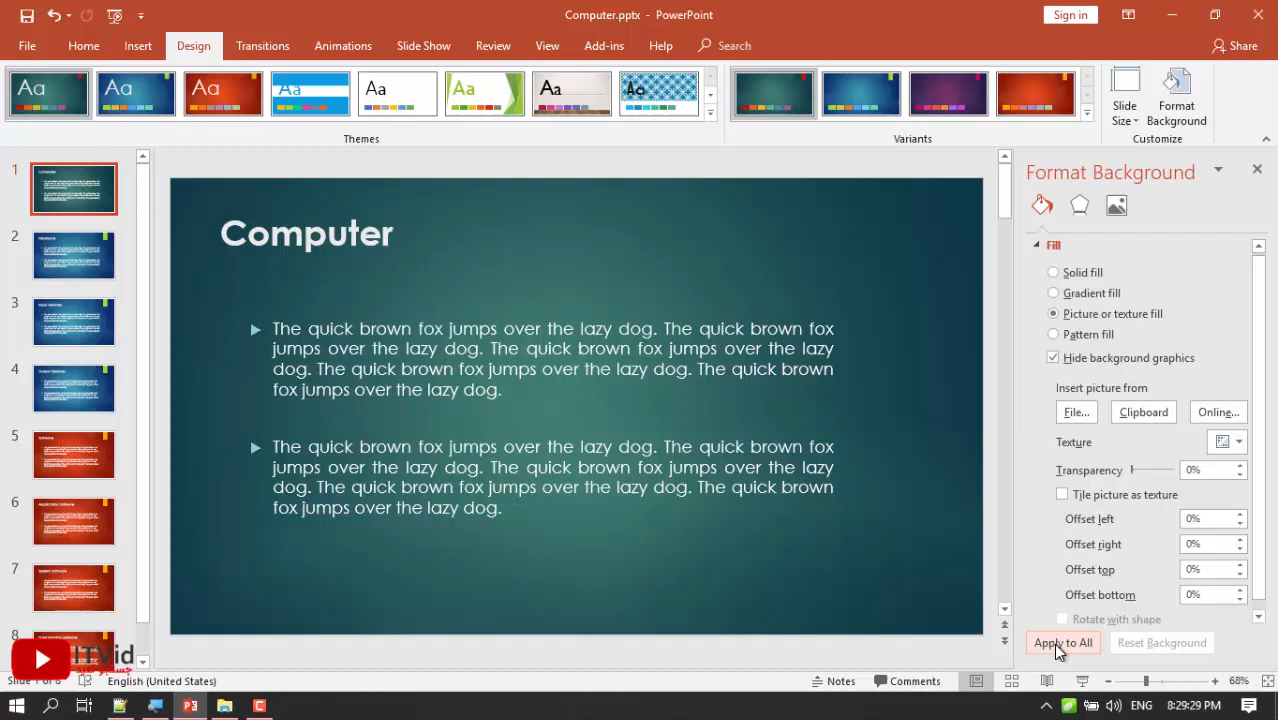 Computer.pptx - PowerPoint
Sign in
File
Home
Insert
Design
Transitions
Animations
Slide Show
Review
View
Add-ins
Help
Search
Share
Aa
Aa
Aa
Aa
Aa
Aa
Aa
Aa
Slide Size
Format Background
Themes
Variants
Customize
1
2
3
4
5
6
7
8
Computer
The quick brown fox jumps over the lazy dog. The quick brown fox
jumps over the lazy dog. The quick brown fox jumps over the lazy
dog. The quick brown fox jumps over the lazy dog. The quick brown
fox jumps over the lazy dog.
The quick brown fox jumps over the lazy dog. The quick brown fox
jumps over the lazy dog. The quick brown fox jumps over the lazy
dog. The quick brown fox jumps over the lazy dog. The quick brown
fox jumps over the lazy dog.
Format Background
Fill
Solid fill
Gradient fill
Picture or texture fill
Pattern fill
Hide background graphics
Insert picture from
File...
Clipboard
Online...
Texture
Transparency
0%
Tile picture as texture
Offset left
0%
Offset right
0%
Offset top
0%
Offset bottom
0%
Rotate with shape
Apply to All
Reset Background
ITVid
English (United States)
Notes
Comments
68%
ENG
8:29:29 PM